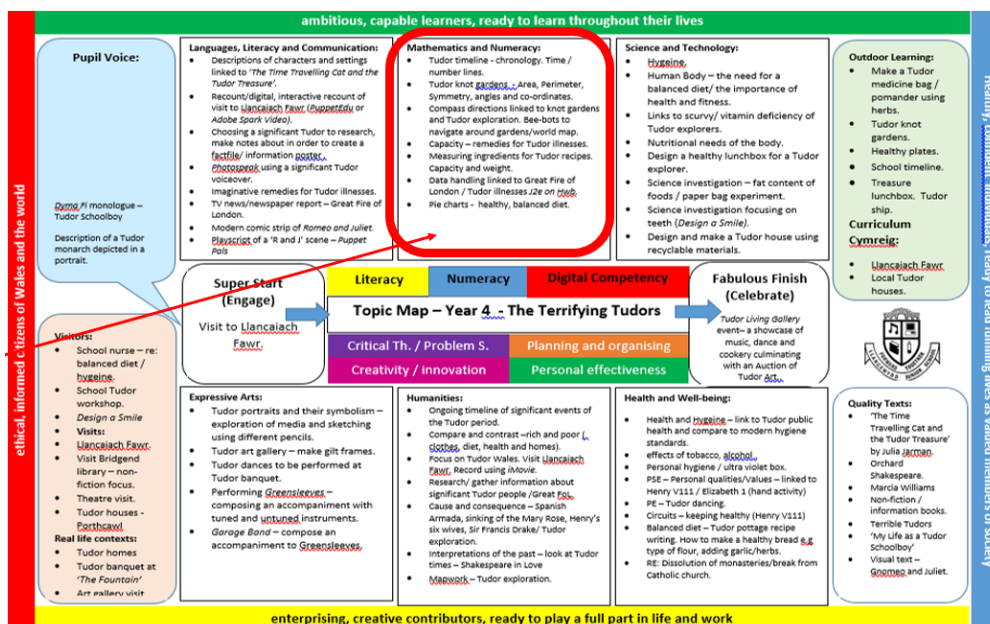 ambitious, capable learners, ready to learn throughout their lives
ethical, informed citizens of Wales and the world
Pupil Voice:
Dyma Fi monologue –
Tudor Schoolboy
Description of a Tudor
monarch depicted in a
portrait.
Languages, Literacy and Communication:
Descriptions of characters and settings
linked to 'The Time Travelling Cat and the
Tudor Treasure'.
Recount/digital, interactive recount of
visit to Llancaiach Fawr (PuppetEdu or
Adobe Spark Video).
Choosing a significant Tudor to research,
make notes about in order to create a
factfile/ information poster.
Photospeak using a significant Tudor
voiceover.
Imaginative remedies for Tudor illnesses.
TV news/newspaper report – Great Fire of
London.
Modern comic strip of Romeo and Juliet.
Playscript of a 'R and J' scene – Puppet
Pals
Mathematics and Numeracy:
Tudor timeline - chronology. Time /
number lines.
Tudor knot gardens. - Area, Perimeter,
Symmetry, angles and co-ordinates.
Compass directions linked to knot gardens
and Tudor exploration. Bee-bots to
navigate around gardens/world map.
Capacity – remedies for Tudor illnesses.
Measuring ingredients for Tudor recipes.
Capacity and weight.
Data handling linked to Great Fire of
London / Tudor illnesses J2e on Hwb.
Pie charts - healthy, balanced diet.
Science and Technology:
Hygeine.
Human Body – the need for a
balanced diet/ the importance of
health and fitness.
Links to scurvy/ vitamin deficiency of
Tudor explorers.
Nutritional needs of the body.
Design a healthy lunchbox for a Tudor
explorer.
Science investigation – fat content of
foods / paper bag experiment.
Science investigation focusing on
teeth (Design a Smile).
Design and make a Tudor house using
recyclable materials.
Outdoor Learning:
Make a Tudor
medicine bag /
pomander using
herbs.
Tudor knot
gardens.
Healthy plates.
School timeline.
Treasure
lunchbox. Tudor
ship.
Curriculum
Cymreig:
Llancaiach Fawr
Local Tudor
houses.
Super Start
(Engage)
Visit to Llancaiach
Fawr.
Literacy
Numeracy
Digital Competency
Topic Map – Year 4 - The Terrifying Tudors
Critical Th. / Problem S.
Planning and organising
Creativity / innovation
Personal effectiveness
Fabulous Finish
(Celebrate)
Tudor Living Gallery
event– a showcase of
music, dance and
cookery culminating
with an Auction of
Tudor Art.
Visitors:
School nurse – re:
balanced diet /
hygeine.
School Tudor
workshop.
Design a Smile
Visits:
Llancaiach Fawr.
Visit Bridgend
library – non-
fiction focus.
Theatre visit.
Tudor houses -
Porthcawl
Real life contexts:
Tudor homes
Tudor banquet at
'The Fountain'
Art gallery visit
Expressive Arts:
Tudor portraits and their symbolism –
exploration of media and sketching
using different pencils.
Tudor art gallery – make gilt frames.
Tudor dances to be performed at
Tudor banquet.
Performing Greensleeves –
composing an accompaniment with
tuned and untuned instruments.
Garage Band – compose an
accompaniment to Greensleeves.
Humanities:
Ongoing timeline of significant events of
the Tudor period.
Compare and contrast –rich and poor (
clothes, diet, health and homes).
Focus on Tudor Wales. Visit Llancaiach
Fawr. Record using iMovie.
Research/ gather information about
significant Tudor people /Great FoL.
Cause and consequence – Spanish
Armada, sinking of the Mary Rose, Henry's
six wives, Sir Francis Drake/ Tudor
exploration.
Interpretations of the past – look at Tudor
times – Shakespeare in Love
Mapwork – Tudor exploration.
Health and Well-being:
Health and Hygeine – link to Tudor public
health and compare to modern hygiene
standards.
effects of tobacco, alcohol.
Personal hygiene / ultra violet box.
PSE – Personal qualities/Values – linked to
Henry V111 / Elizabeth 1 (hand activity)
PE – Tudor dancing.
Circuits – keeping healthy (Henry V111)
Balanced diet – Tudor pottage recipe
writing. How to make a healthy bread e.g
type of flour, adding garlic/herbs.
RE: Dissolution of monasteries/break from
Catholic church.
Quality Texts:
'The Time
Travelling Cat and
the Tudor Treasure'
by Julia Jarman.
Orchard
Shakespeare.
Marcia Williams
Non-fiction /
information books.
Terrible Tudors
'My Life as a Tudor
Schoolboy'
Visual text –
Gnomeo and Juliet.
enterprising, creative contributors, ready to play a full part in life and work